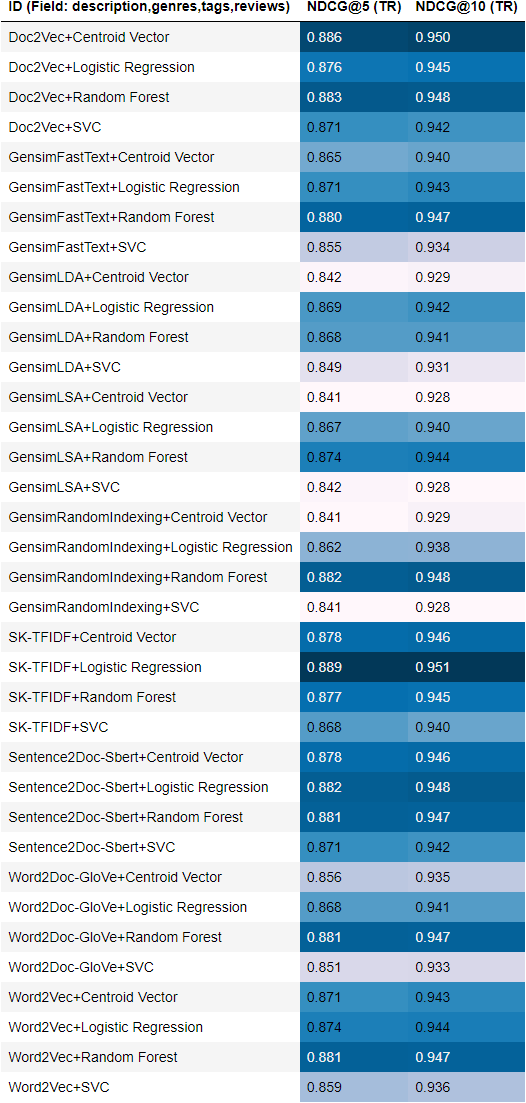 ID (Field: description,genres,tags,reviews) NDCG@5 (TR) NDCG@10 (TR)
Doc2Vec+Centroid Vector 0.886 0.950
Doc2Vec+Logistic Regression 0.876 0.945
Doc2Vec+Random Forest 0.883 0.948
Doc2Vec+SVC 0.871 0.942
GensimFastText+Centroid Vector 0.865 0.940
GensimFastText+Logistic Regression 0.871 0.943
GensimFastText+Random Forest 0.880 0.947
GensimFastText+SVC 0.855 0.934
GensimLDA+Centroid Vector 0.842 0.929
GensimLDA+Logistic Regression 0.869 0.942
GensimLDA+Random Forest 0.868 0.941
GensimLDA+SVC 0.849 0.931
GensimLSA+Centroid Vector 0.841 0.928
GensimLSA+Logistic Regression 0.867 0.940
GensimLSA+Random Forest 0.874 0.944
GensimLSA+SVC 0.842 0.928
GensimRandomIndexing+Centroid Vector 0.841 0.929
GensimRandomIndexing+Logistic Regression 0.862 0.938
GensimRandomIndexing+Random Forest 0.882 0.948
GensimRandomIndexing+SVC 0.841 0.928
SK-TFIDF+Centroid Vector 0.878 0.946
SK-TFIDF+Logistic Regression 0.889 0.951
SK-TFIDF+Random Forest 0.877 0.945
SK-TFIDF+SVC 0.868 0.940
Sentence2Doc-Sbert+Centroid Vector 0.878 0.946
Sentence2Doc-Sbert+Logistic Regression 0.882 0.948
Sentence2Doc-Sbert+Random Forest 0.881 0.947
Sentence2Doc-Sbert+SVC 0.871 0.942
Word2Doc-GloVe+Centroid Vector 0.856 0.935
Word2Doc-GloVe+Logistic Regression 0.868 0.941
Word2Doc-GloVe+Random Forest 0.881 0.947
Word2Doc-GloVe+SVC 0.851 0.933
Word2Vec+Centroid Vector 0.871 0.943
Word2Vec+Logistic Regression 0.874 0.944
Word2Vec+Random Forest 0.881 0.947
Word2Vec+SVC 0.859 0.936